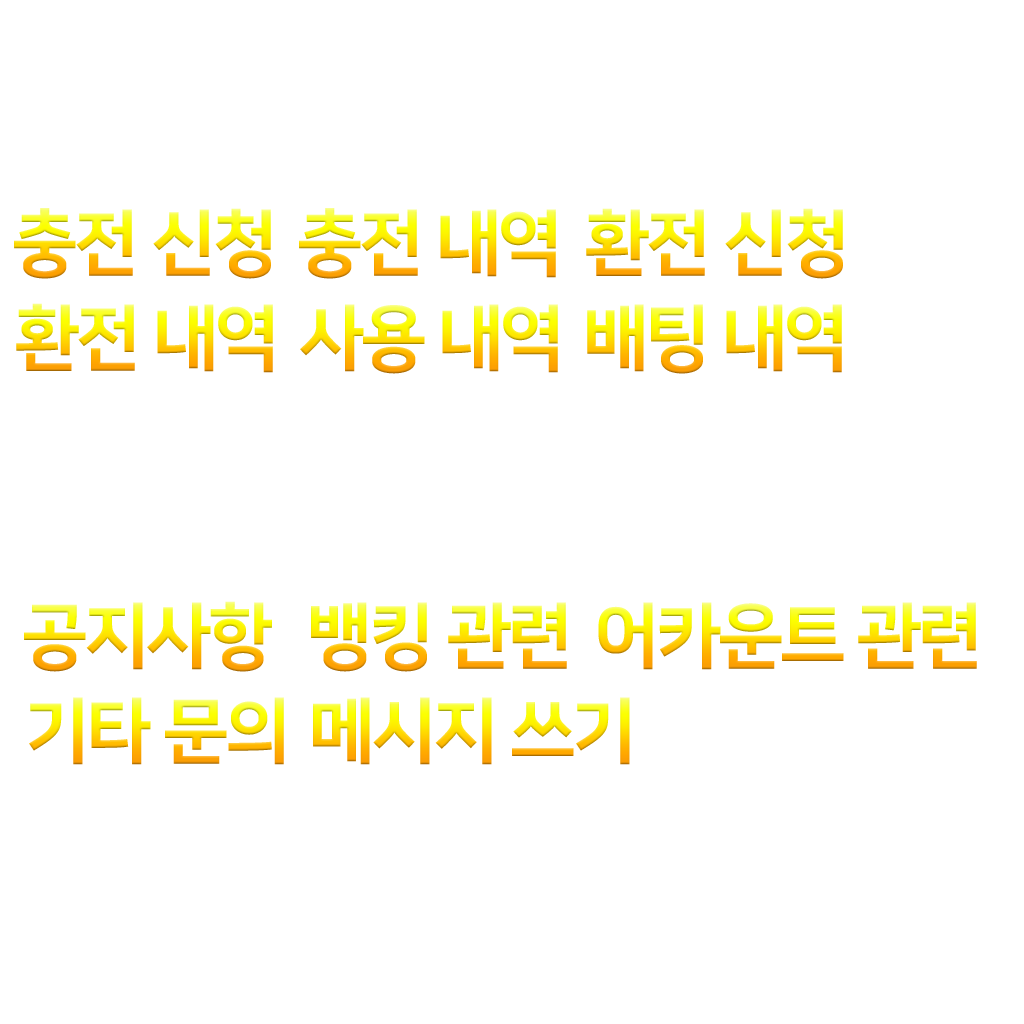 충전 신청 충전 내역 환전 신청
환전 내역 사용 내역 배팅 내역
공지사항 뱅킹 관련 어카운트 관련
기타 문의 메시지 쓰기